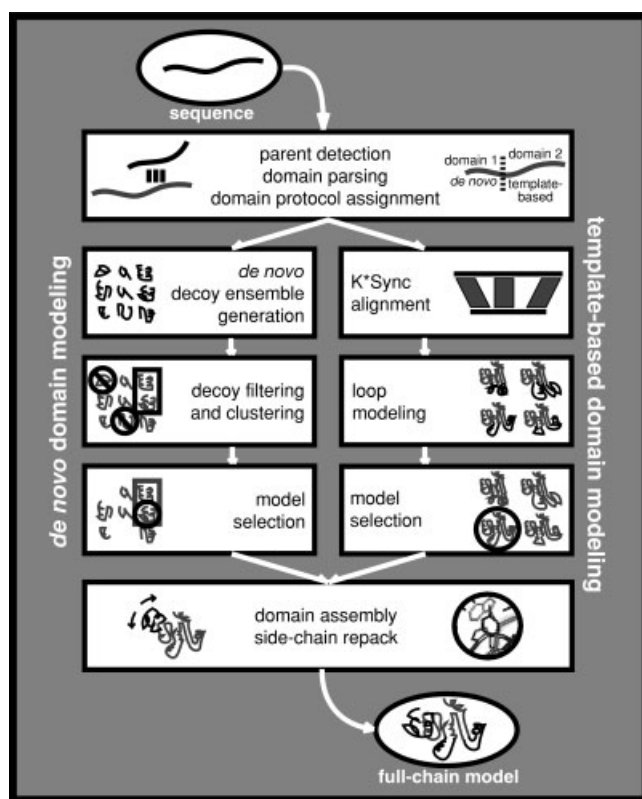 sequence
parent detection
domain parsing
domain protocol assignment
domain 1
domain 2
de novo
template-
based
de novo domain modeling
template-based domain modeling
de novo
decoy ensemble
generation
K*Sync
alignment
decoy filtering
and clustering
loop
modeling
model
selection
model
selection
domain assembly
side-chain repack
full-chain model